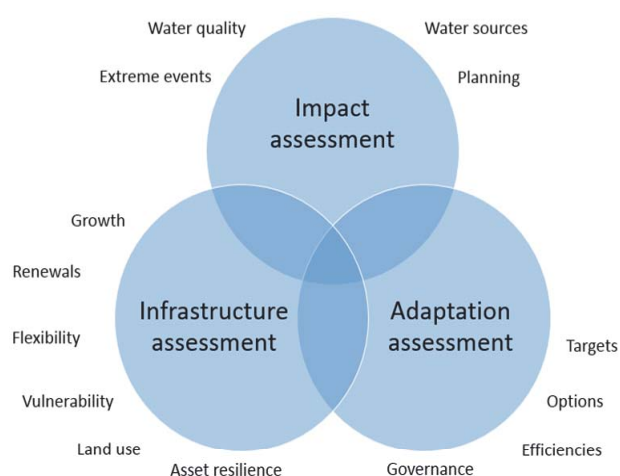 Water quality
Water sources
Extreme events
Planning
Impact
assessment
Growth
Renewals
Infrastructure
assessment
Adaptation
assessment
Flexibility
Targets
Vulnerability
Options
Land use
Efficiencies
Asset resilience
Governance